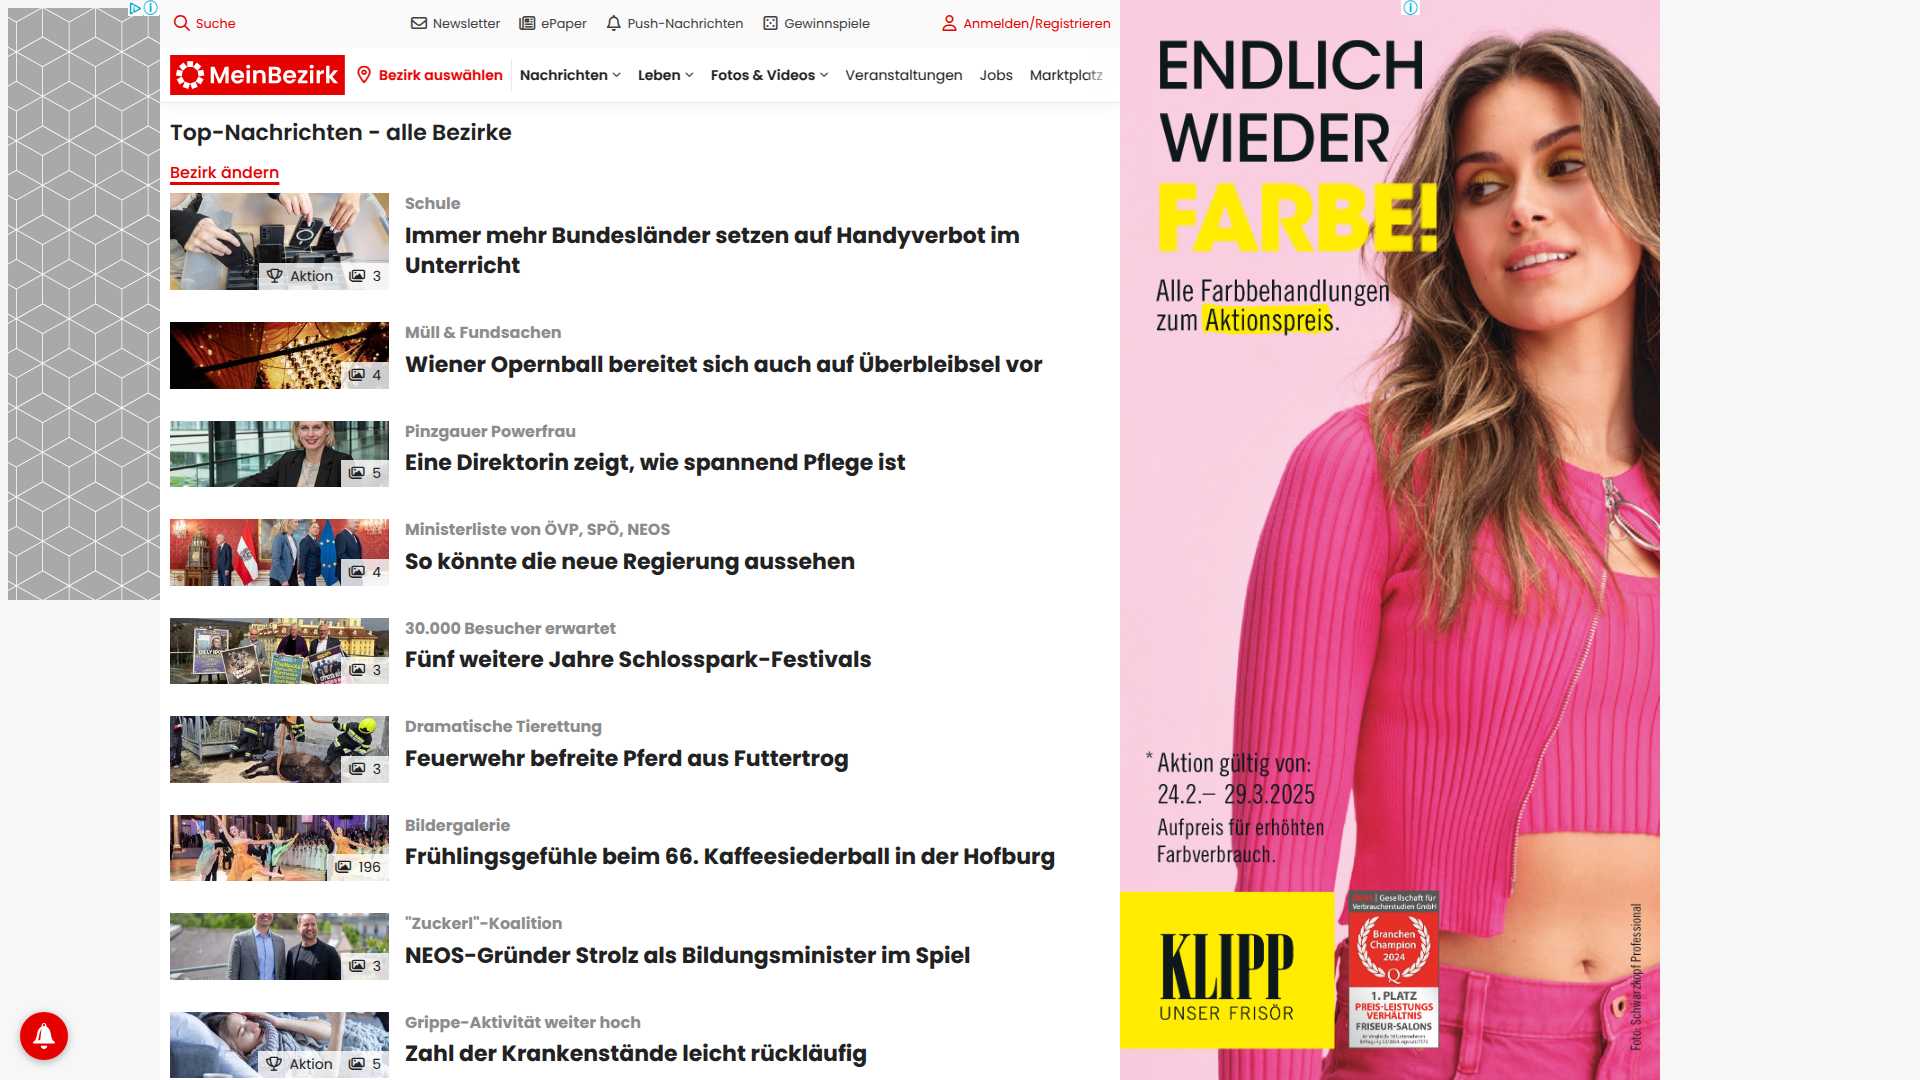 Suche
Newsletter
ePaper
Push-Nachrichten
Gewinnspiele
Anmelden/Registrieren
MeinBezirk
Bezirk auswählen
Nachrichten
Leben
Fotos & Videos
Veranstaltungen
Jobs
Marktplatz
Top-Nachrichten - alle Bezirke
Bezirk ändern
Aktion 3
Schule
Immer mehr Bundesländer setzen auf Handyverbot im
Unterricht
4
Müll & Fundsachen
Wiener Opernball bereitet sich auch auf Überbleibsel vor
5
Pinzgauer Powerfrau
Eine Direktorin zeigt, wie spannend Pflege ist
4
Ministerliste von ÖVP, SPÖ, NEOS
So könnte die neue Regierung aussehen
3
30.000 Besucher erwartet
Fünf weitere Jahre Schlosspark-Festivals
3
Dramatische Tierettung
Feuerwehr befreite Pferd aus Futtertrog
196
Bildergalerie
Frühlingsgefühle beim 66. Kaffeesiederball in der Hofburg
3
"Zuckerl"-Koalition
NEOS-Gründer Strolz als Bildungsminister im Spiel
Aktion 5
Grippe-Aktivität weiter hoch
Zahl der Krankenstände leicht rückläufig
ENDLICH
WIEDER
FARBE!
Alle Farbbehandlungen
zum Aktionspreis.
* Aktion gültig von:
24.2.– 29.3.2025
Aufpreis für erhöhten
Farbverbrauch.
KLIPP
UNSER FRISÖR
Gesellschaft für
Verbraucherstudien GmbH
Branchen
Champion
2024
1. PLATZ
PREIS-LEISTUNGS
VERHÄLTNIS
FRISEUR-SALONS
Foto: Schwarzkopf Professional